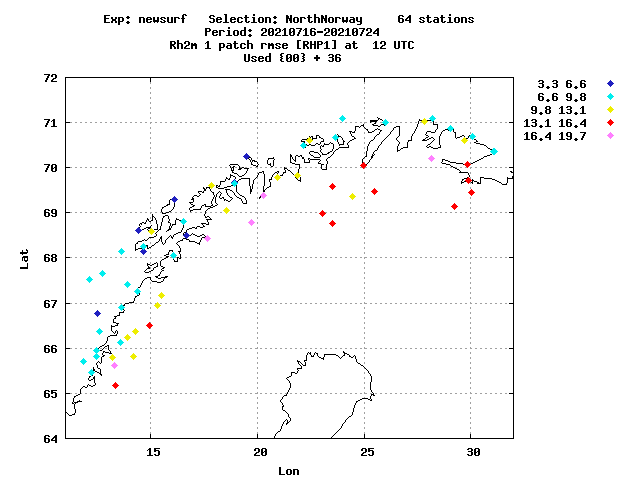 Exp: newsurf Selection: NorthNorway 64 stations
Period: 20210716-20210724
Rh2m 1 patch rmse [RHP1] at 12 UTC
Used {00} + 36
3.3 6.6
6.6 9.8
9.8 13.1
13.1 16.4
16.4 19.7
72
71
70
69
68
67
66
65
64
Lat
15 20 25 30
Lon